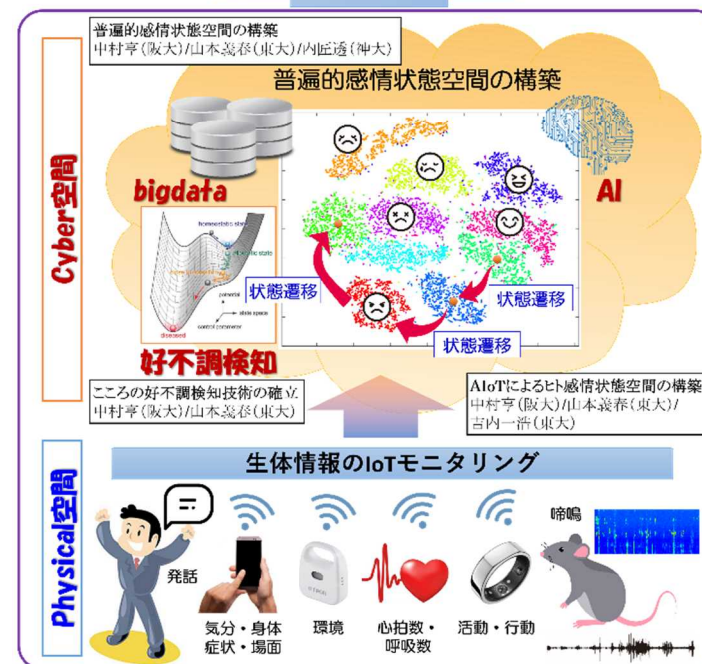 普遍的感情状態空間の構築
中村亨(阪大)/山本義春(東大)/内匠透(神大)
普遍的感情状態空間の構築
Cyber空間
bigdata
AI
homeostatic state
diseased
potential
state space
control parameter
状態遷移
状態遷移
状態遷移
好不調検知
こころの好不調検知技術の確立
中村亨(阪大)/山本義春(東大)
AIoTによるヒト感情状態空間の構築
中村亨(阪大)/山本義春(東大)/
吉内一浩(東大)
Physical空間
生体情報のIoTモニタリング
発話
気分・身体
症状・場面
環境
心拍数・
呼吸数
活動・行動
啼鳴